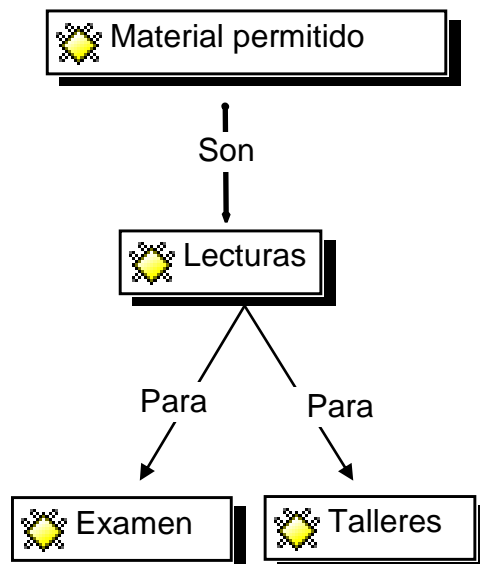 Material permitido
Son
Lecturas
Para
Para
Examen
Talleres